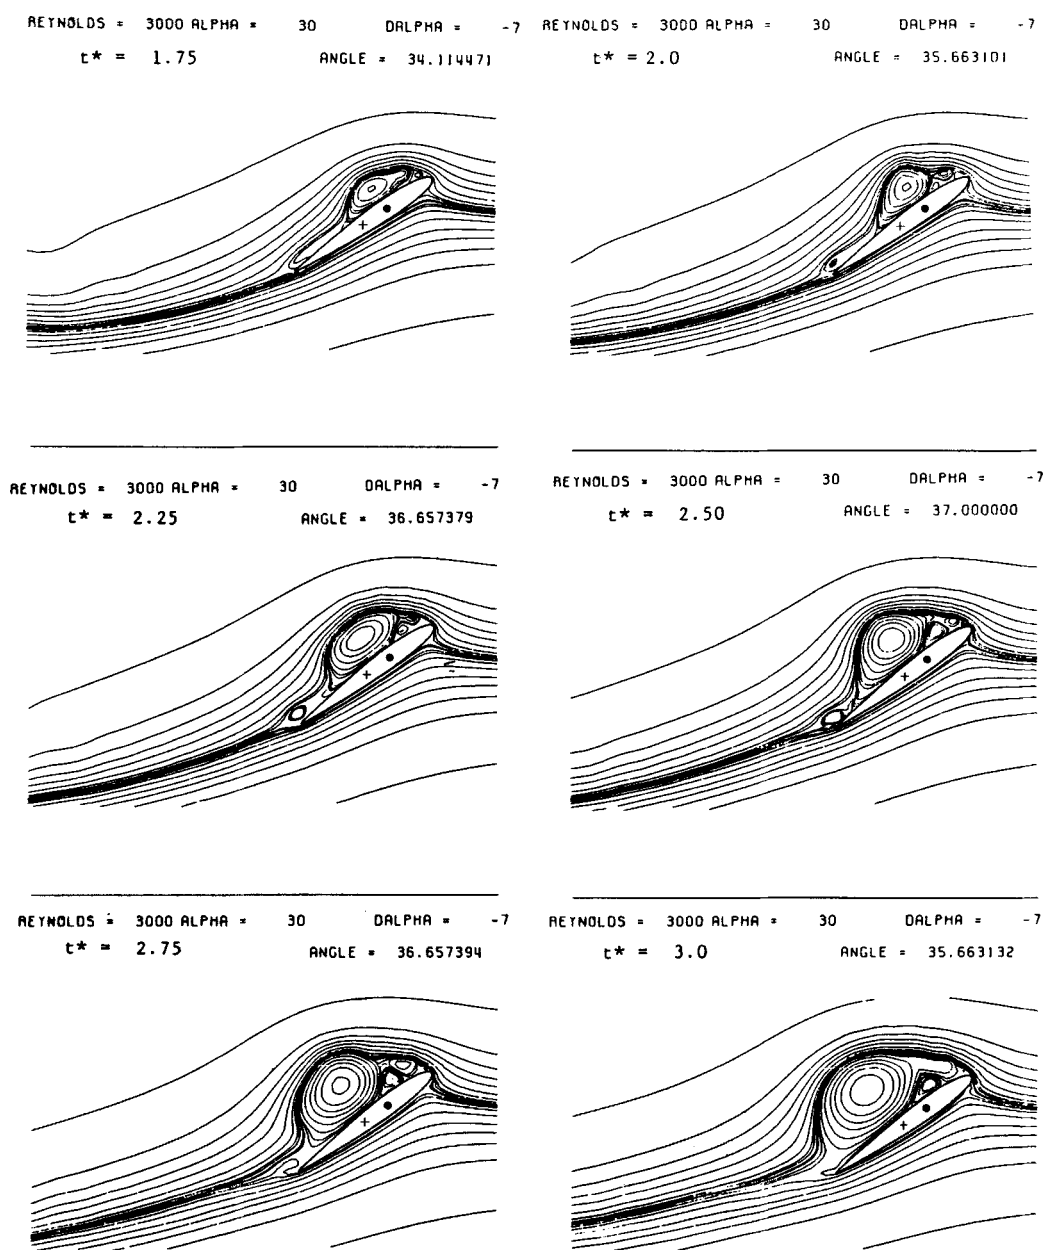 REYNOLDS = 3000 ALPHA = 30 DALPHA = -7
t* = 1.75 ANGLE = 34.114471
REYNOLDS = 3000 ALPHA = 30 DALPHA = -7
t* = 2.0 ANGLE = 35.663101
REYNOLDS = 3000 ALPHA = 30 DALPHA = -7
t* = 2.25 ANGLE = 36.657379
REYNOLDS = 3000 ALPHA = 30 DALPHA = -7
t* = 2.50 ANGLE = 37.000000
REYNOLDS = 3000 ALPHA = 30 DALPHA = -7
t* = 2.75 ANGLE = 36.657394
REYNOLDS = 3000 ALPHA = 30 DALPHA = -7
t* = 3.0 ANGLE = 35.663132